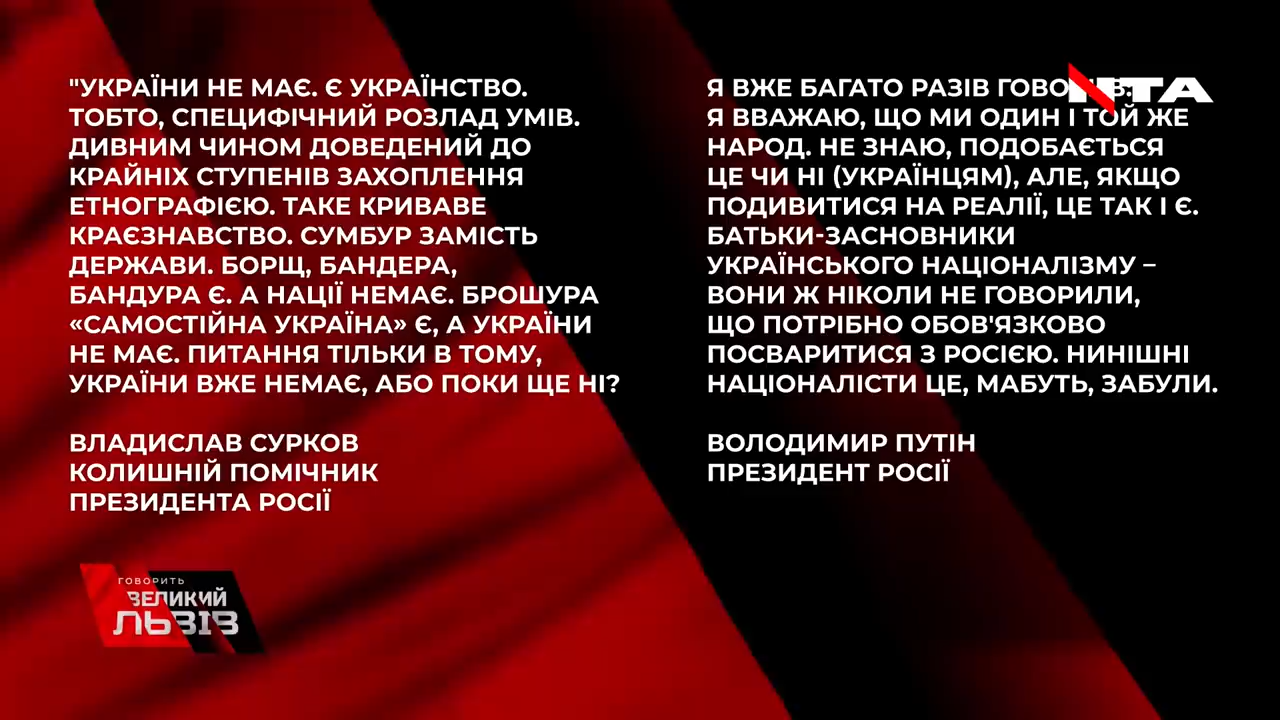 "УКРАЇНИ НЕ МАЄ. Є УКРАЇНСТВО.
ТОБТО, СПЕЦИФІЧНИЙ РОЗЛАД УМІВ.
ДИВНИМ ЧИНОМ ДОВЕДЕНИЙ ДО
КРАЙНІХ СТУПЕНІВ ЗАХОПЛЕННЯ
ЕТНОГРАФІЄЮ. ТАКЕ КРИВАВЕ
КРАЄЗНАВСТВО. СУМБУР ЗАМІСТЬ
ДЕРЖАВИ. БОРЩ, БАНДЕРА,
БАНДУРА Є. А НАЦІЇ НЕМАЄ. БРОШУРА
«САМОСТІЙНА УКРАЇНА» Є, А УКРАЇНИ
НЕ МАЄ. ПИТАННЯ ТІЛЬКИ В ТОМУ,
УКРАЇНИ ВЖЕ НЕМАЄ, АБО ПОКИ ЩЕ НІ?
ВЛАДИСЛАВ СУРКОВ
КОЛИШНІЙ ПОМІЧНИК
ПРЕЗИДЕНТА РОСІЇ
Я ВЖЕ БАГАТО РАЗІВ
Я ВВАЖАЮ, ЩО МИ ОДИН І ТОЙ ЖЕ
НАРОД. НЕ ЗНАЮ, ПОДОБАЄТЬСЯ
ЦЕ ЧИ НІ (УКРАЇНЦЯМ), АЛЕ, ЯКЩО
ПОДИВИТИСЯ НА РЕАЛІЇ, ЦЕ ТАК І Є.
БАТЬКИ-ЗАСНОВНИКИ
УКРАЇНСЬКОГО НАЦІОНАЛІЗМУ –
ВОНИ Ж НІКОЛИ НЕ ГОВОРИЛИ,
ЩО ПОТРІБНО ОБОВ'ЯЗКОВО
ПОСВАРИТИСЯ З РОСІЄЮ. НИНІШНІ
НАЦІОНАЛІСТИ ЦЕ, МАБУТЬ, ЗАБУЛИ.
ВОЛОДИМИР ПУТІН
ПРЕЗИДЕНТ РОСІЇ
НТА
ГОВОРИТЬ
ВЕЛИКИЙ
ЛЬВІВ